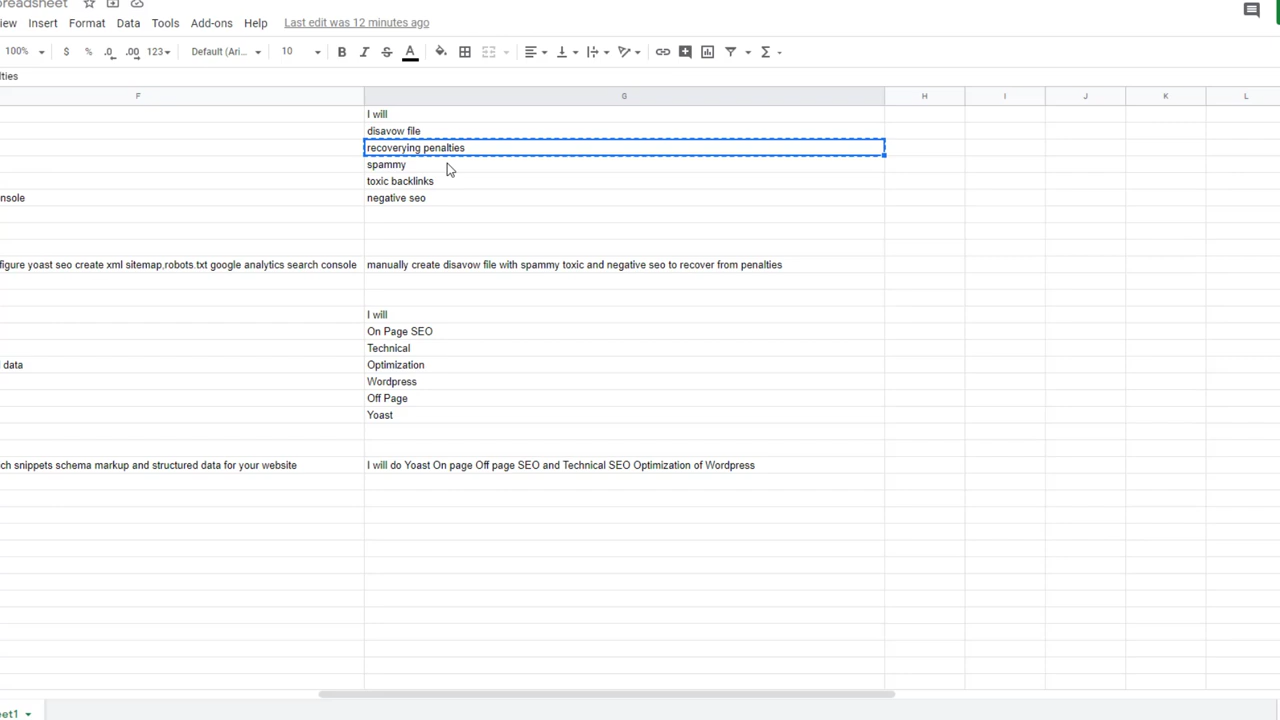 preadsheet
iew Insert Format Data Tools Add-ons Help Last edit was 12 minutes ago
100% $ % .0 .00 123 Default (Ari... 10 B I S A
lties
F G H I J K L
I will
disavow file
recoverying penalties
spammy
toxic backlinks
onsole negative seo
figure yoast seo create xml sitemap,robots.txt google analytics search console manually create disavow file with spammy toxic and negative seo to recover from penalties
I will
On Page SEO
Technical
l data Optimization
Wordpress
Off Page
Yoast
ch snippets schema markup and structured data for your website I will do Yoast On page Off page SEO and Technical SEO Optimization of Wordpress
eet1